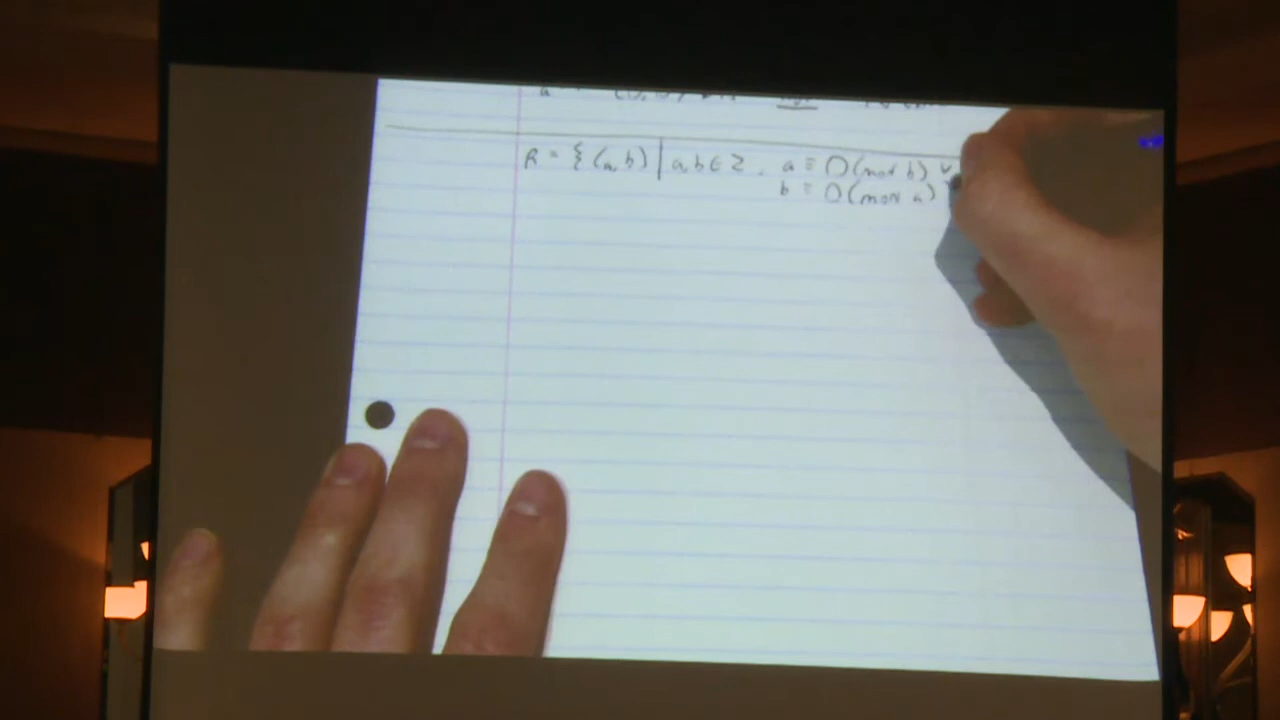 R = { (a,b) | a,b ∈ Z, a ≡ 0 (mod b) ∨
b ≡ 0 (mod a)